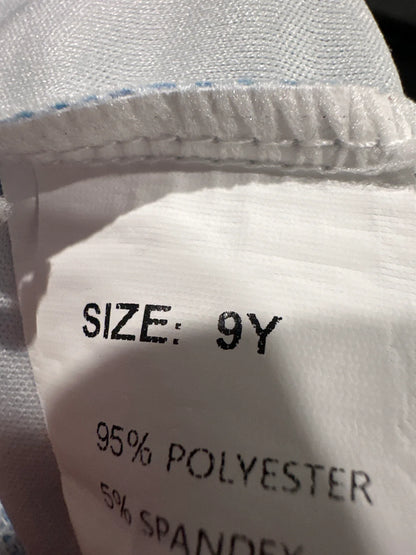 SIZE: 9Y
95% POLYESTER
5% SPANDEX